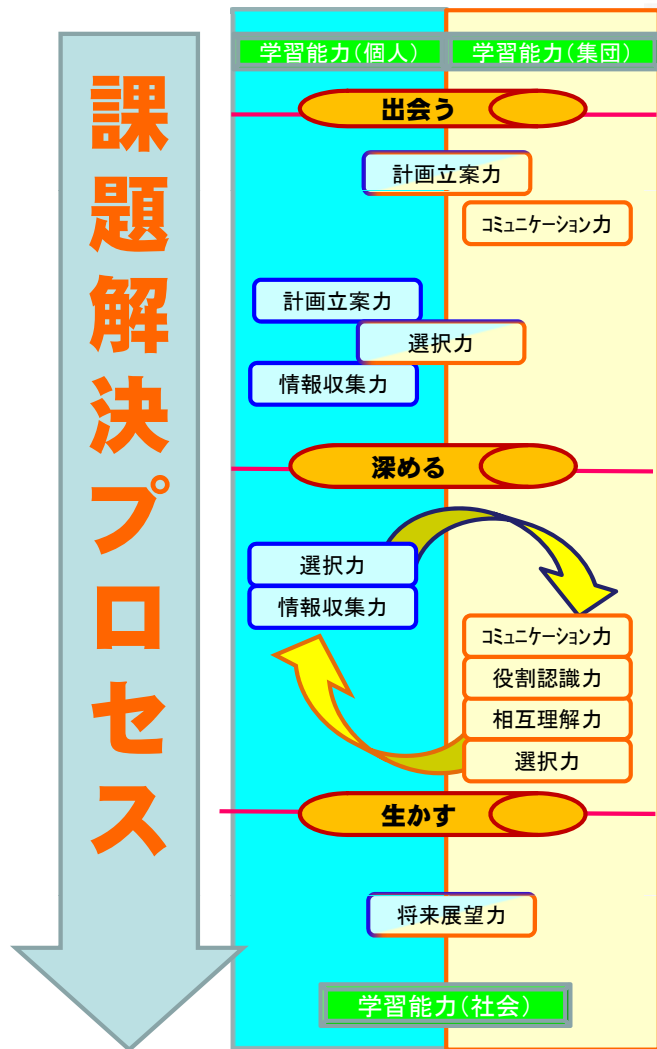 課題解決プロセス
学習能力(個人)
学習能力(集団)
出会う
計画立案力
コミュニケーション力
計画立案力
選択力
情報収集力
深める
選択力
情報収集力
コミュニケーション力
役割認識力
相互理解力
選択力
生かす
将来展望力
学習能力(社会)